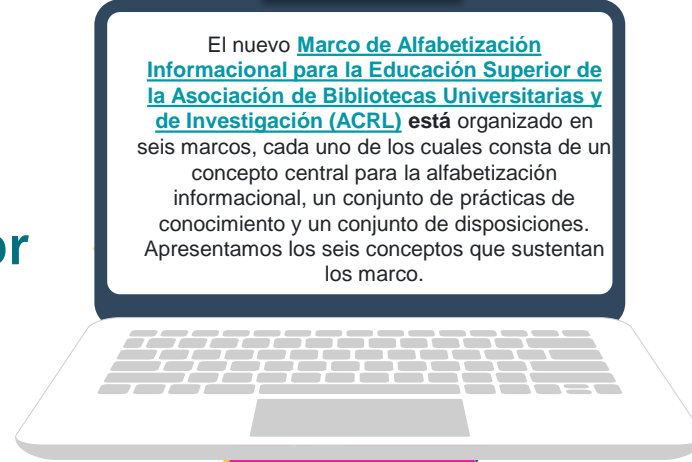 El nuevo Marco de Alfabetización
Informacional para la Educación Superior de
la Asociación de Bibliotecas Universitarias y
de Investigación (ACRL) está organizado en
seis marcos, cada uno de los cuales consta de un
concepto central para la alfabetización
informacional, un conjunto de prácticas de
conocimiento y un conjunto de disposiciones.
Apresentamos los seis conceptos que sustentan
los marco.
or